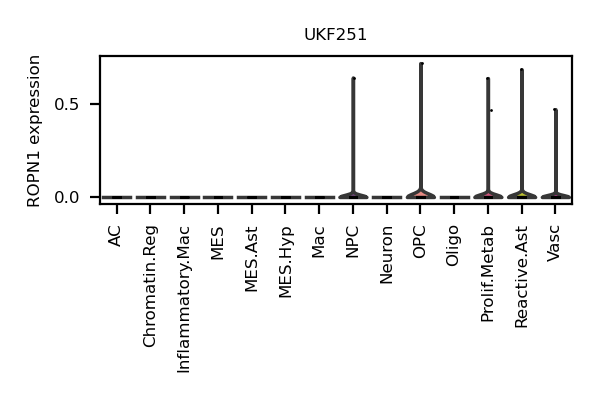 UKF251
ROPN1 expression
0.5
0.0
AC
Chromatin.Reg
Inflammatory.Mac
MES
MES.Ast
MES.Hyp
Mac
NPC
Neuron
OPC
Oligo
Prolif.Metab
Reactive.Ast
Vasc